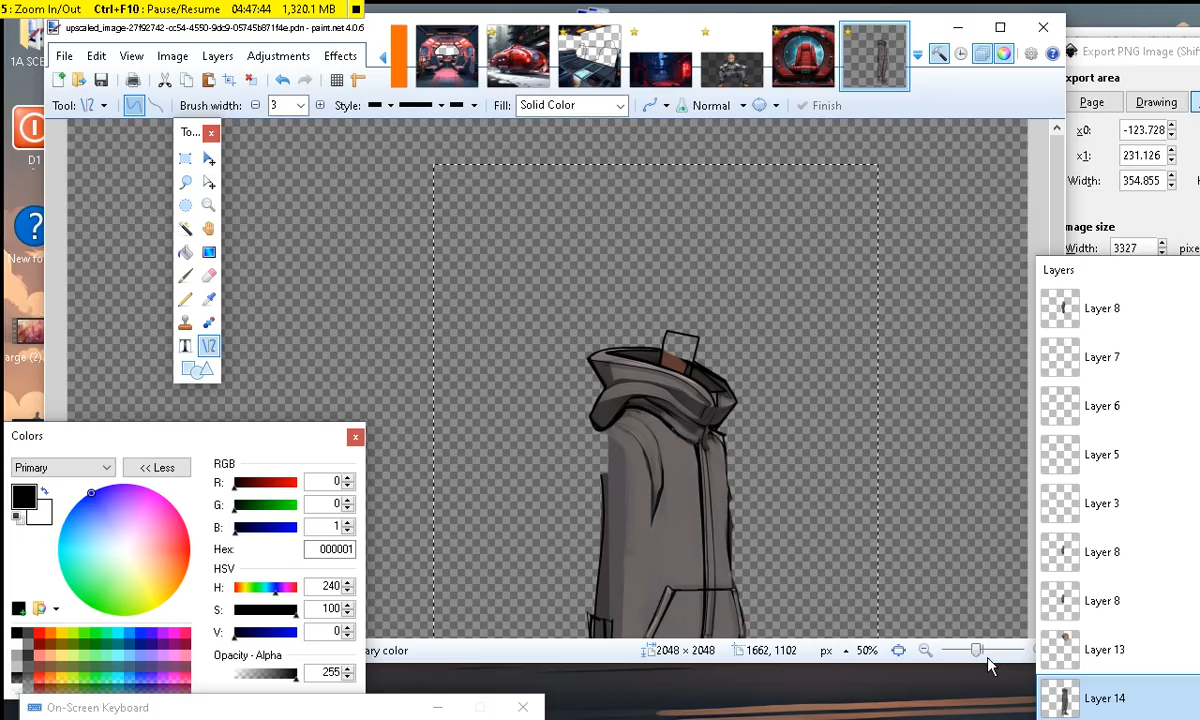 5: Zoom In/Out Ctrl+F10 : Pause/Resume 04:47:44 1,320.1 MB
upscaled_image-27f92742-cc54-4550-9dc9-05745b871f4e.pdn - paint.net 4.0.6
1A SCE
File Edit View Image Layers Adjustments Effects
Export PNG Image (Shift
export area
Tool: Brush width: 3 Style: Fill: Solid Color Normal Finish
Page Drawing
To...
x0: -123.728
D1
x1: 231.126
Width: 354.855
New fo
mage size
Width: 3327 pixe
Layers
Layer 8
arge (2)
Layer 7
Layer 6
Colors
Layer 5
Primary << Less RGB
R: 0
G: 0
Layer 3
B: 1
Hex: 000001
Layer 8
HSV
H: 240
Layer 8
S: 100
V: 0
Layer 13
ary color 2048 × 2048 1662, 1102 px 50%
Opacity - Alpha
255
Layer 14
On-Screen Keyboard